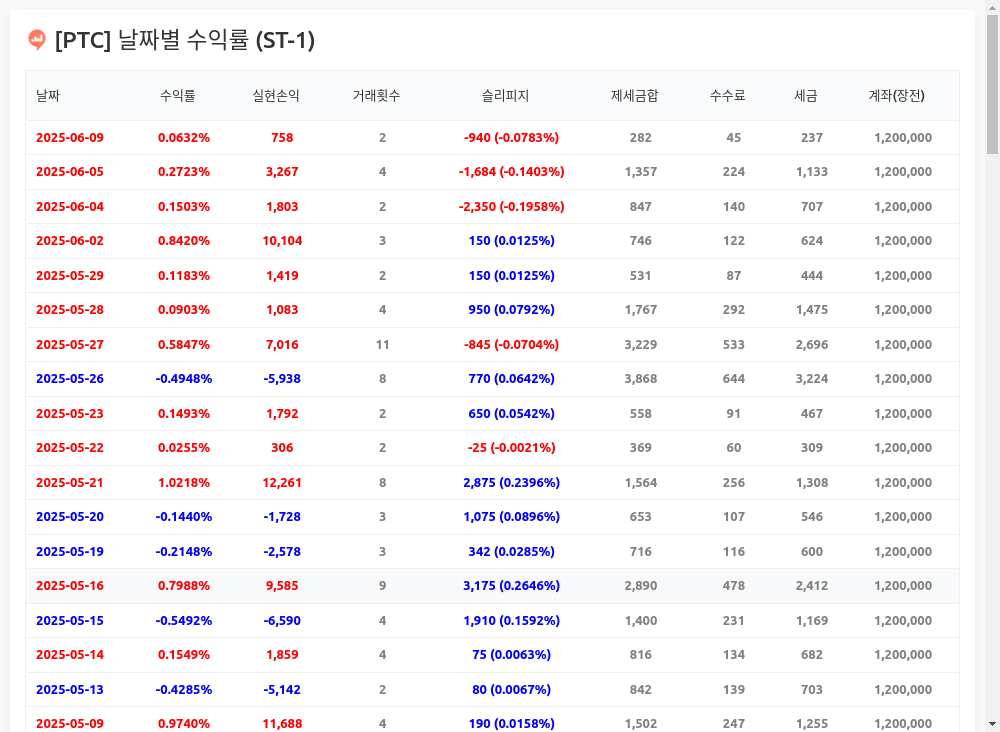 [PTC] 날짜별 수익률 (ST-1)
날짜 수익률 실현손익 거래횟수 슬리피지 제세금합 수수료 세금 계좌(장전)
2025-06-09 0.0632% 758 2 -940 (-0.0783%) 282 45 237 1,200,000
2025-06-05 0.2723% 3,267 4 -1,684 (-0.1403%) 1,357 224 1,133 1,200,000
2025-06-04 0.1503% 1,803 2 -2,350 (-0.1958%) 847 140 707 1,200,000
2025-06-02 0.8420% 10,104 3 150 (0.0125%) 746 122 624 1,200,000
2025-05-29 0.1183% 1,419 2 150 (0.0125%) 531 87 444 1,200,000
2025-05-28 0.0903% 1,083 4 950 (0.0792%) 1,767 292 1,475 1,200,000
2025-05-27 0.5847% 7,016 11 -845 (-0.0704%) 3,229 533 2,696 1,200,000
2025-05-26 -0.4948% -5,938 8 770 (0.0642%) 3,868 644 3,224 1,200,000
2025-05-23 0.1493% 1,792 2 650 (0.0542%) 558 91 467 1,200,000
2025-05-22 0.0255% 306 2 -25 (-0.0021%) 369 60 309 1,200,000
2025-05-21 1.0218% 12,261 8 2,875 (0.2396%) 1,564 256 1,308 1,200,000
2025-05-20 -0.1440% -1,728 3 1,075 (0.0896%) 653 107 546 1,200,000
2025-05-19 -0.2148% -2,578 3 342 (0.0285%) 716 116 600 1,200,000
2025-05-16 0.7988% 9,585 9 3,175 (0.2646%) 2,890 478 2,412 1,200,000
2025-05-15 -0.5492% -6,590 4 1,910 (0.1592%) 1,400 231 1,169 1,200,000
2025-05-14 0.1549% 1,859 4 75 (0.0063%) 816 134 682 1,200,000
2025-05-13 -0.4285% -5,142 2 80 (0.0067%) 842 139 703 1,200,000
2025-05-09 0.9740% 11,688 4 190 (0.0158%) 1,502 247 1,255 1,200,000